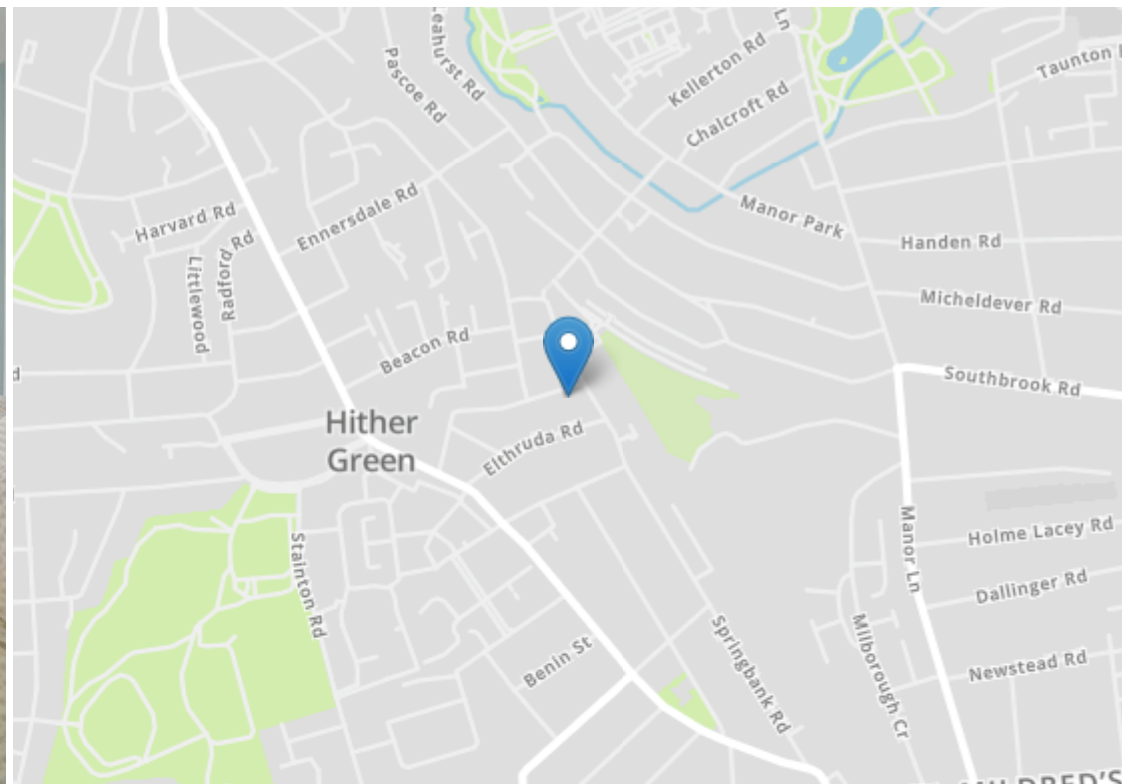 Leahurst Rd
Pascoe Rd
Ln
Kellerton Rd
Chalcroft Rd
Taunton
Harvard Rd
Ennersdale Rd
Manor Park
Radford Rd
Littlewood
Handen Rd
Micheldever Rd
Beacon Rd
Southbrook Rd
d
Hither
Green
Elthruda Rd
Manor Ln
Holme Lacey Rd
Stainton Rd
Dallinger Rd
Milborough Cr
Springbank Rd
Benin St
Newstead Rd
MILDRED'S